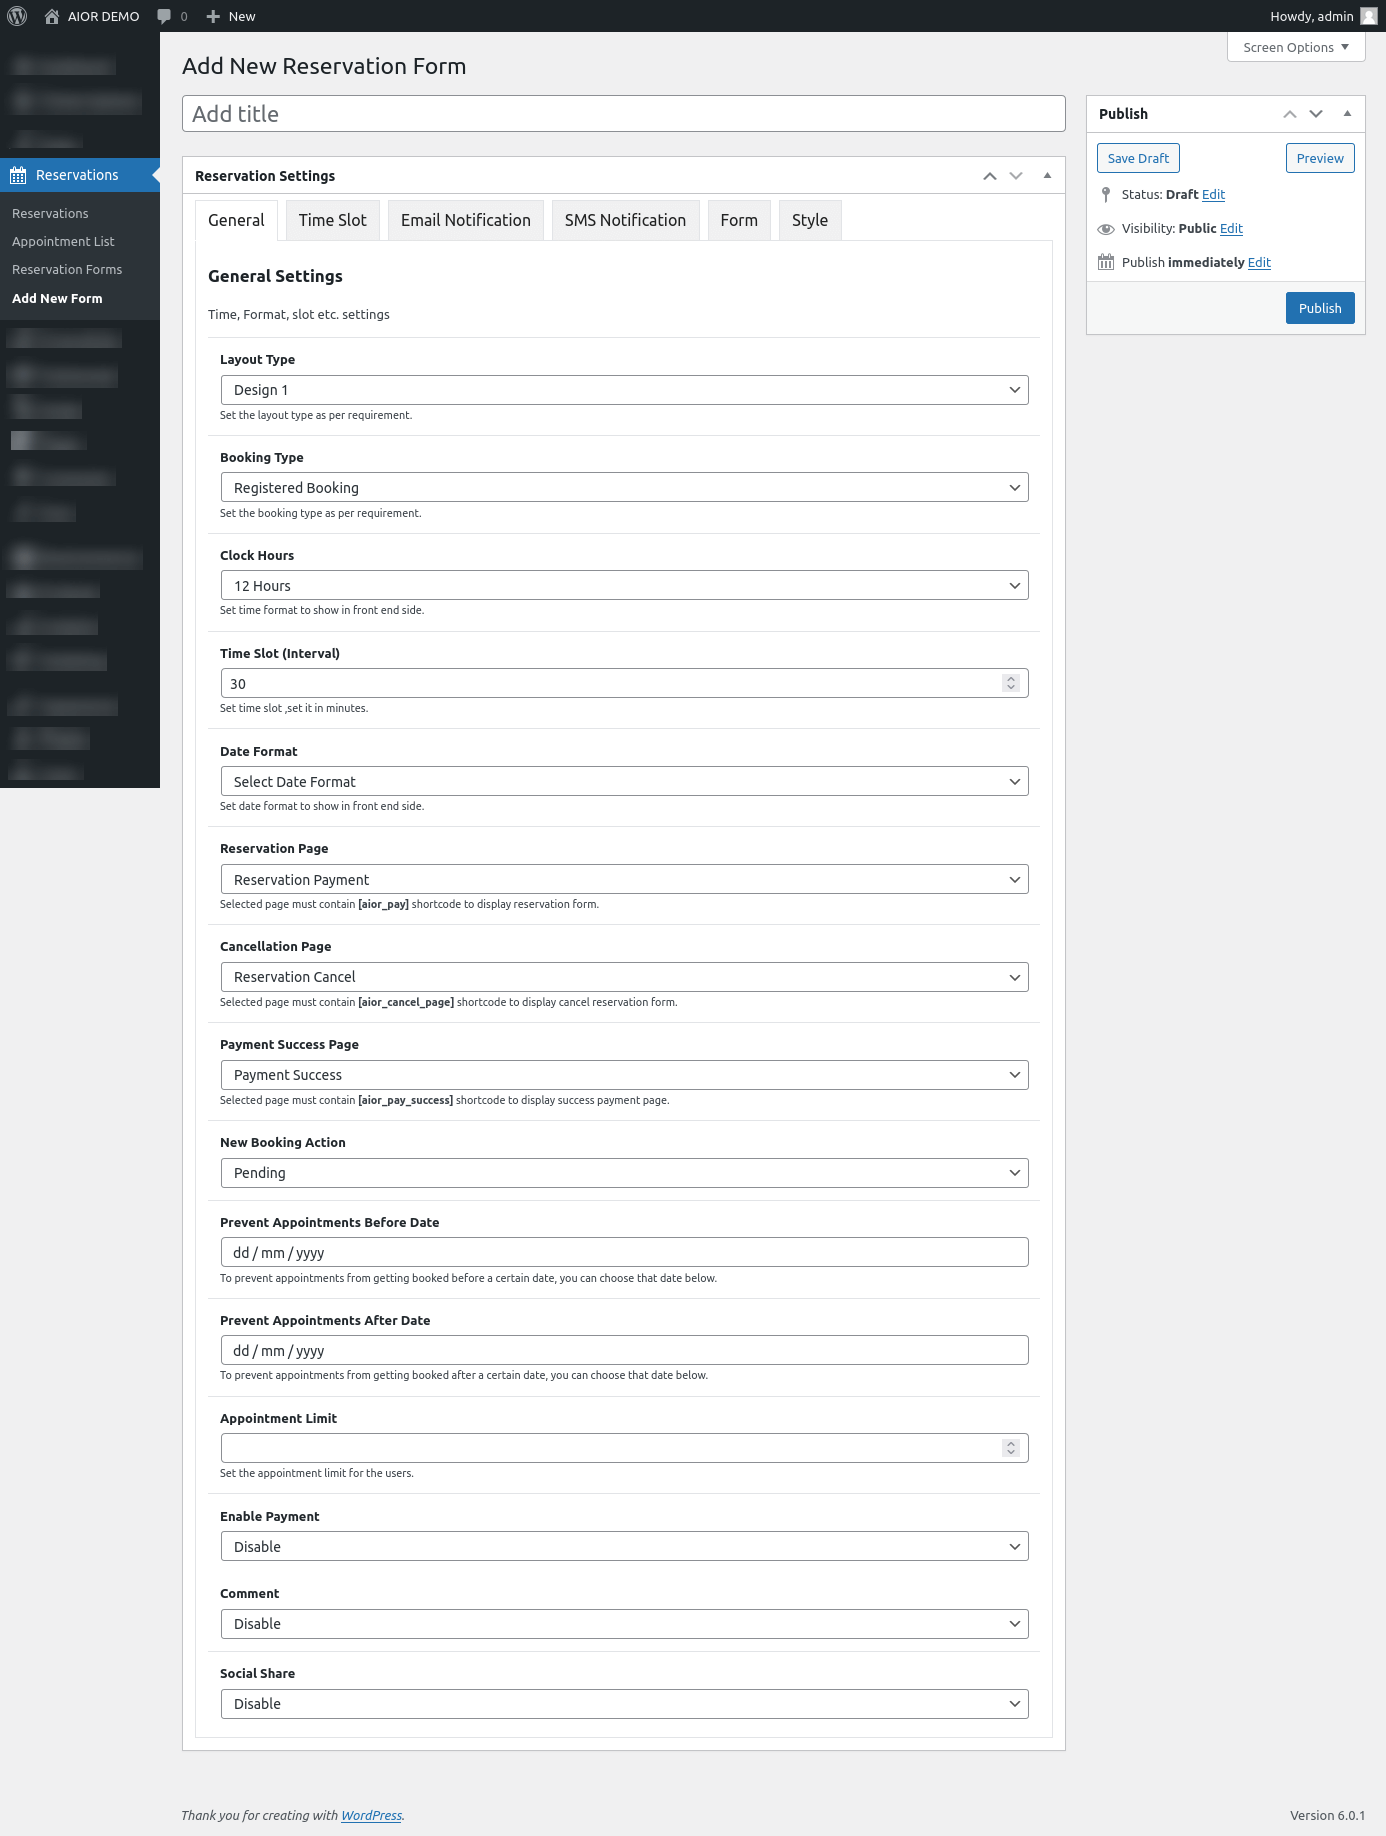 AIOR DEMO
0
New
Howdy, admin
Screen Options
Add New Reservation Form
Add title
Reservations
Reservations
Appointment List
Reservation Forms
Add New Form
Reservation Settings
General
Time Slot
Email Notification
SMS Notification
Form
Style
General Settings
Time, Format, slot etc. settings
Layout Type
Design 1
Set the layout type as per requirement.
Booking Type
Registered Booking
Set the booking type as per requirement.
Clock Hours
12 Hours
Set time format to show in front end side.
Time Slot (Interval)
30
Set time slot ,set it in minutes.
Date Format
Select Date Format
Set date format to show in front end side.
Reservation Page
Reservation Payment
Selected page must contain [aior_pay] shortcode to display reservation form.
Cancellation Page
Reservation Cancel
Selected page must contain [aior_cancel_page] shortcode to display cancel reservation form.
Payment Success Page
Payment Success
Selected page must contain [aior_pay_success] shortcode to display success payment page.
New Booking Action
Pending
Prevent Appointments Before Date
dd / mm / yyyy
To prevent appointments from getting booked before a certain date, you can choose that date below.
Prevent Appointments After Date
dd / mm / yyyy
To prevent appointments from getting booked after a certain date, you can choose that date below.
Appointment Limit
Set the appointment limit for the users.
Enable Payment
Disable
Comment
Disable
Social Share
Disable
Publish
Save Draft
Preview
Status: Draft Edit
Visibility: Public Edit
Publish immediately Edit
Publish
Thank you for creating with WordPress.
Version 6.0.1